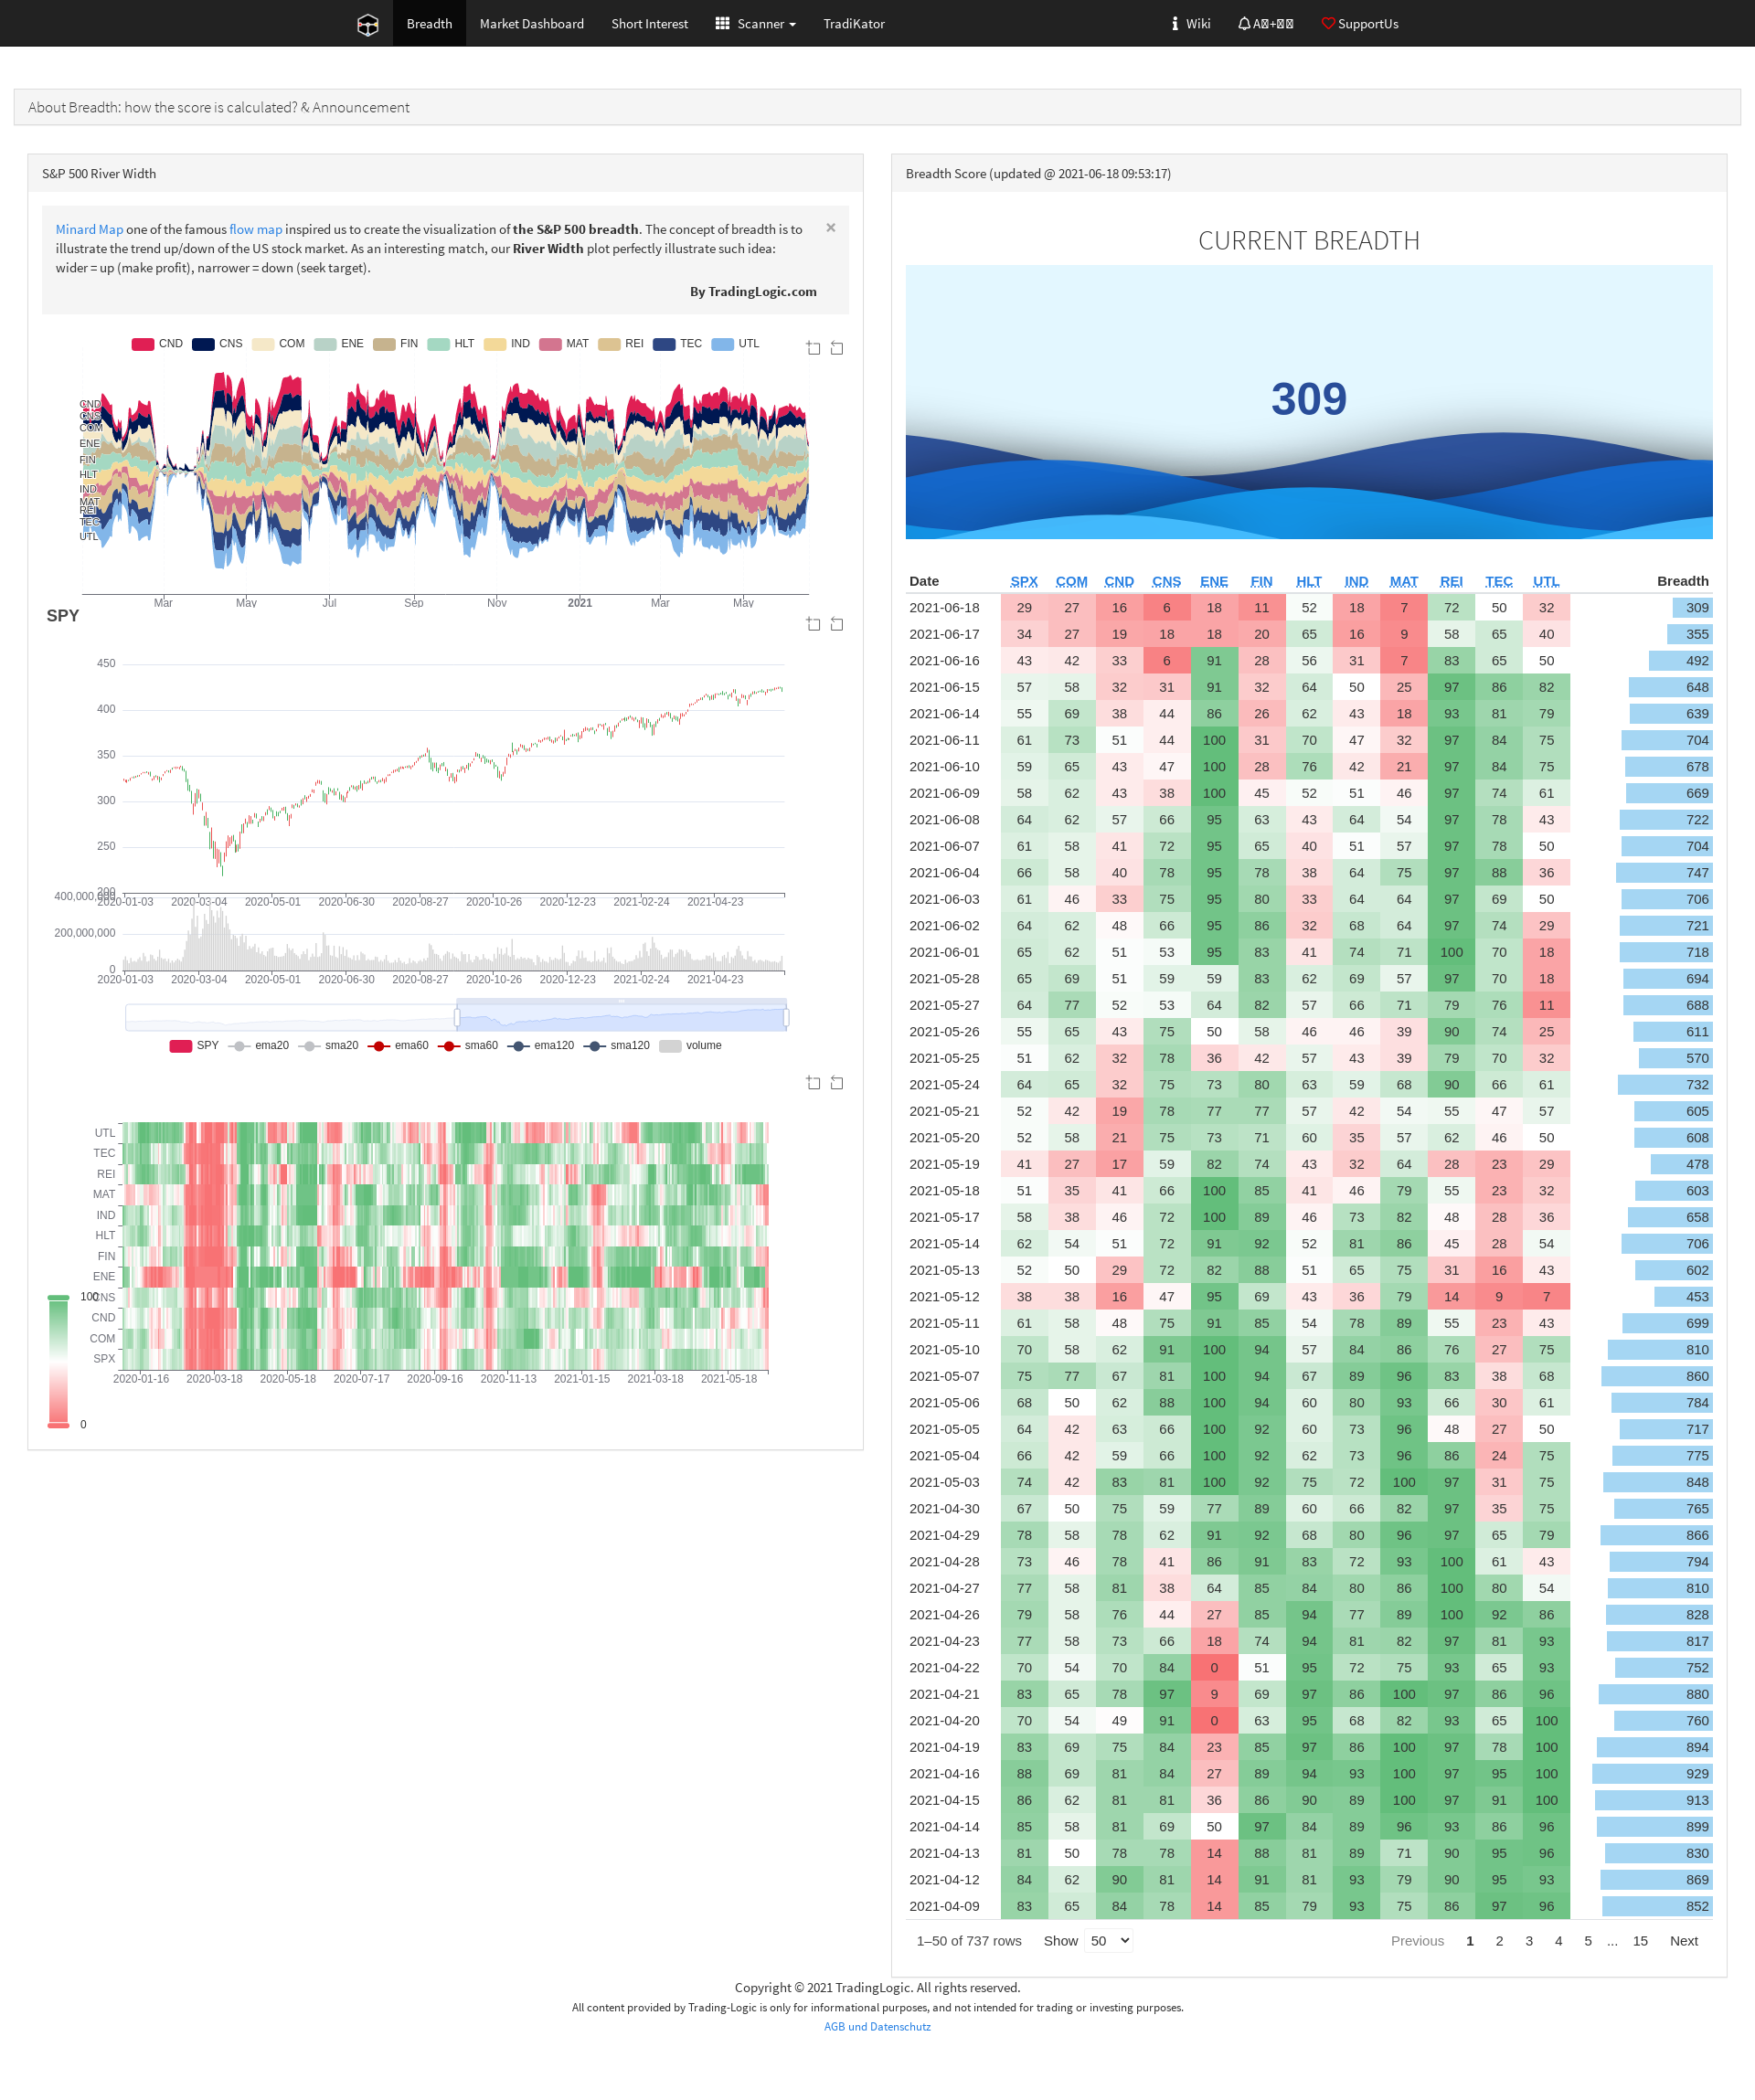 Breadth Market Dashboard Short Interest Scanner TradiKator Wiki SupportUs
About Breadth: how the score is calculated? & Announcement
S&P 500 River Width
Minard Map one of the famous flow map inspired us to create the visualization of the S&P 500 breadth. The concept of breadth is to
illustrate the trend up/down of the US stock market. As an interesting match, our River Width plot perfectly illustrate such idea:
wider = up (make profit), narrower = down (seek target).
×
By TradingLogic.com
CND CNS COM ENE FIN HLT IND MAT REI TEC UTL
CND
CNS
COM
ENE
FIN
HLT
IND
MAT
REI
TEC
UTL
Mar May Jul Sep Nov 2021 Mar May
SPY
450
400
350
300
250
200
2020-01-03 2020-03-04 2020-05-01 2020-06-30 2020-08-27 2020-10-26 2020-12-23 2021-02-24 2021-04-23
400,000,000
200,000,000
0
2020-01-03 2020-03-04 2020-05-01 2020-06-30 2020-08-27 2020-10-26 2020-12-23 2021-02-24 2021-04-23
SPY ema20 sma20 ema60 sma60 ema120 sma120 volume
UTL
TEC
REI
MAT
IND
HLT
FIN
ENE
CNS
CND
COM
SPX
2020-01-16 2020-03-18 2020-05-18 2020-07-17 2020-09-16 2020-11-13 2021-01-15 2021-03-18 2021-05-18
100
0
Breadth Score (updated @ 2021-06-18 09:53:17)
CURRENT BREADTH
309
Date SPX COM CND CNS ENE FIN HLT IND MAT REI TEC UTL Breadth
2021-06-18 29 27 16 6 18 11 52 18 7 72 50 32 309
2021-06-17 34 27 19 18 18 20 65 16 9 58 65 40 355
2021-06-16 43 42 33 6 91 28 56 31 7 83 65 50 492
2021-06-15 57 58 32 31 91 32 64 50 25 97 86 82 648
2021-06-14 55 69 38 44 86 26 62 43 18 93 81 79 639
2021-06-11 61 73 51 44 100 31 70 47 32 97 84 75 704
2021-06-10 59 65 43 47 100 28 76 42 21 97 84 75 678
2021-06-09 58 62 43 38 100 45 52 51 46 97 74 61 669
2021-06-08 64 62 57 66 95 63 43 64 54 97 78 43 722
2021-06-07 61 58 41 72 95 65 40 51 57 97 78 50 704
2021-06-04 66 58 40 78 95 78 38 64 75 97 88 36 747
2021-06-03 61 46 33 75 95 80 33 64 64 97 69 50 706
2021-06-02 64 62 48 66 95 86 32 68 64 97 74 29 721
2021-06-01 65 62 51 53 95 83 41 74 71 100 70 18 718
2021-05-28 65 69 51 59 59 83 62 69 57 97 70 18 694
2021-05-27 64 77 52 53 64 82 57 66 71 79 76 11 688
2021-05-26 55 65 43 75 50 58 46 46 39 90 74 25 611
2021-05-25 51 62 32 78 36 42 57 43 39 79 70 32 570
2021-05-24 64 65 32 75 73 80 63 59 68 90 66 61 732
2021-05-21 52 42 19 78 77 77 57 42 54 55 47 57 605
2021-05-20 52 58 21 75 73 71 60 35 57 62 46 50 608
2021-05-19 41 27 17 59 82 74 43 32 64 28 23 29 478
2021-05-18 51 35 41 66 100 85 41 46 79 55 23 32 603
2021-05-17 58 38 46 72 100 89 46 73 82 48 28 36 658
2021-05-14 62 54 51 72 91 92 52 81 86 45 28 54 706
2021-05-13 52 50 29 72 82 88 51 65 75 31 16 43 602
2021-05-12 38 38 16 47 95 69 43 36 79 14 9 7 453
2021-05-11 61 58 48 75 91 85 54 78 89 55 23 43 699
2021-05-10 70 58 62 91 100 94 57 84 86 76 27 75 810
2021-05-07 75 77 67 81 100 94 67 89 96 83 38 68 860
2021-05-06 68 50 62 88 100 94 60 80 93 66 30 61 784
2021-05-05 64 42 63 66 100 92 60 73 96 48 27 50 717
2021-05-04 66 42 59 66 100 92 62 73 96 86 24 75 775
2021-05-03 74 42 83 81 100 92 75 72 100 97 31 75 848
2021-04-30 67 50 75 59 77 89 60 66 82 97 35 75 765
2021-04-29 78 58 78 62 91 92 68 80 96 97 65 79 866
2021-04-28 73 46 78 41 86 91 83 72 93 100 61 43 794
2021-04-27 77 58 81 38 64 85 84 80 86 100 80 54 810
2021-04-26 79 58 76 44 27 85 94 77 89 100 92 86 828
2021-04-23 77 58 73 66 18 74 94 81 82 97 81 93 817
2021-04-22 70 54 70 84 0 51 95 72 75 93 65 93 752
2021-04-21 83 65 78 97 9 69 97 86 100 97 86 96 880
2021-04-20 70 54 49 91 0 63 95 68 82 93 65 100 760
2021-04-19 83 69 75 84 23 85 97 86 100 97 78 100 894
2021-04-16 88 69 81 84 27 89 94 93 100 97 95 100 929
2021-04-15 86 62 81 81 36 86 90 89 100 97 91 100 913
2021-04-14 85 58 81 69 50 97 84 89 96 93 86 96 899
2021-04-13 81 50 78 78 14 88 81 89 71 90 95 96 830
2021-04-12 84 62 90 81 14 91 81 93 79 90 95 93 869
2021-04-09 83 65 84 78 14 85 79 93 75 86 97 96 852
1–50 of 737 rows Show 50 Previous 1 2 3 4 5 ... 15 Next
Copyright © 2021 TradingLogic. All rights reserved.
All content provided by Trading-Logic is only for informational purposes, and not intended for trading or investing purposes.
AGB und Datenschutz